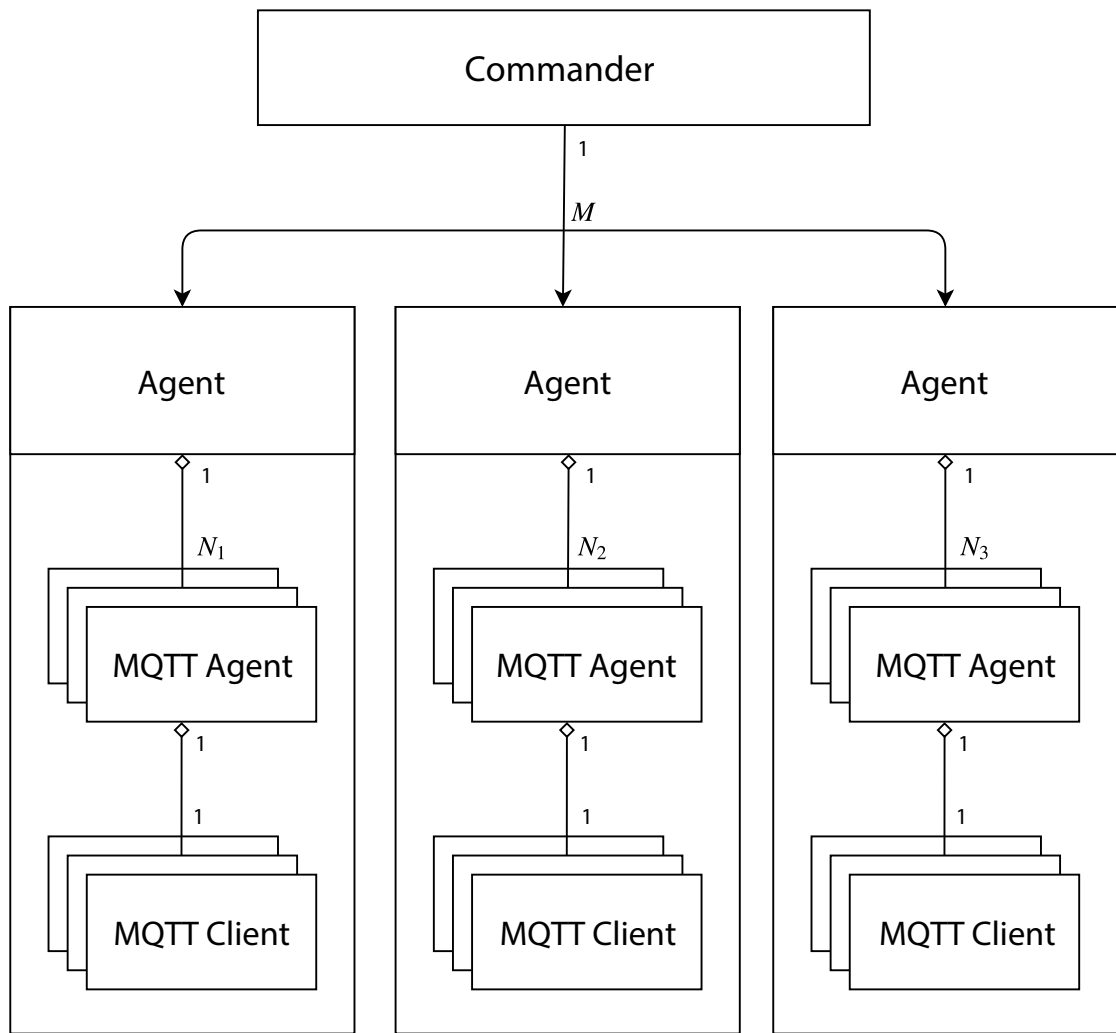 Commander
1
M
Agent
Agent
Agent
1
1
1
N₁
N₂
N₃
MQTT Agent
MQTT Agent
MQTT Agent
1
1
1
1
1
1
MQTT Client
MQTT Client
MQTT Client